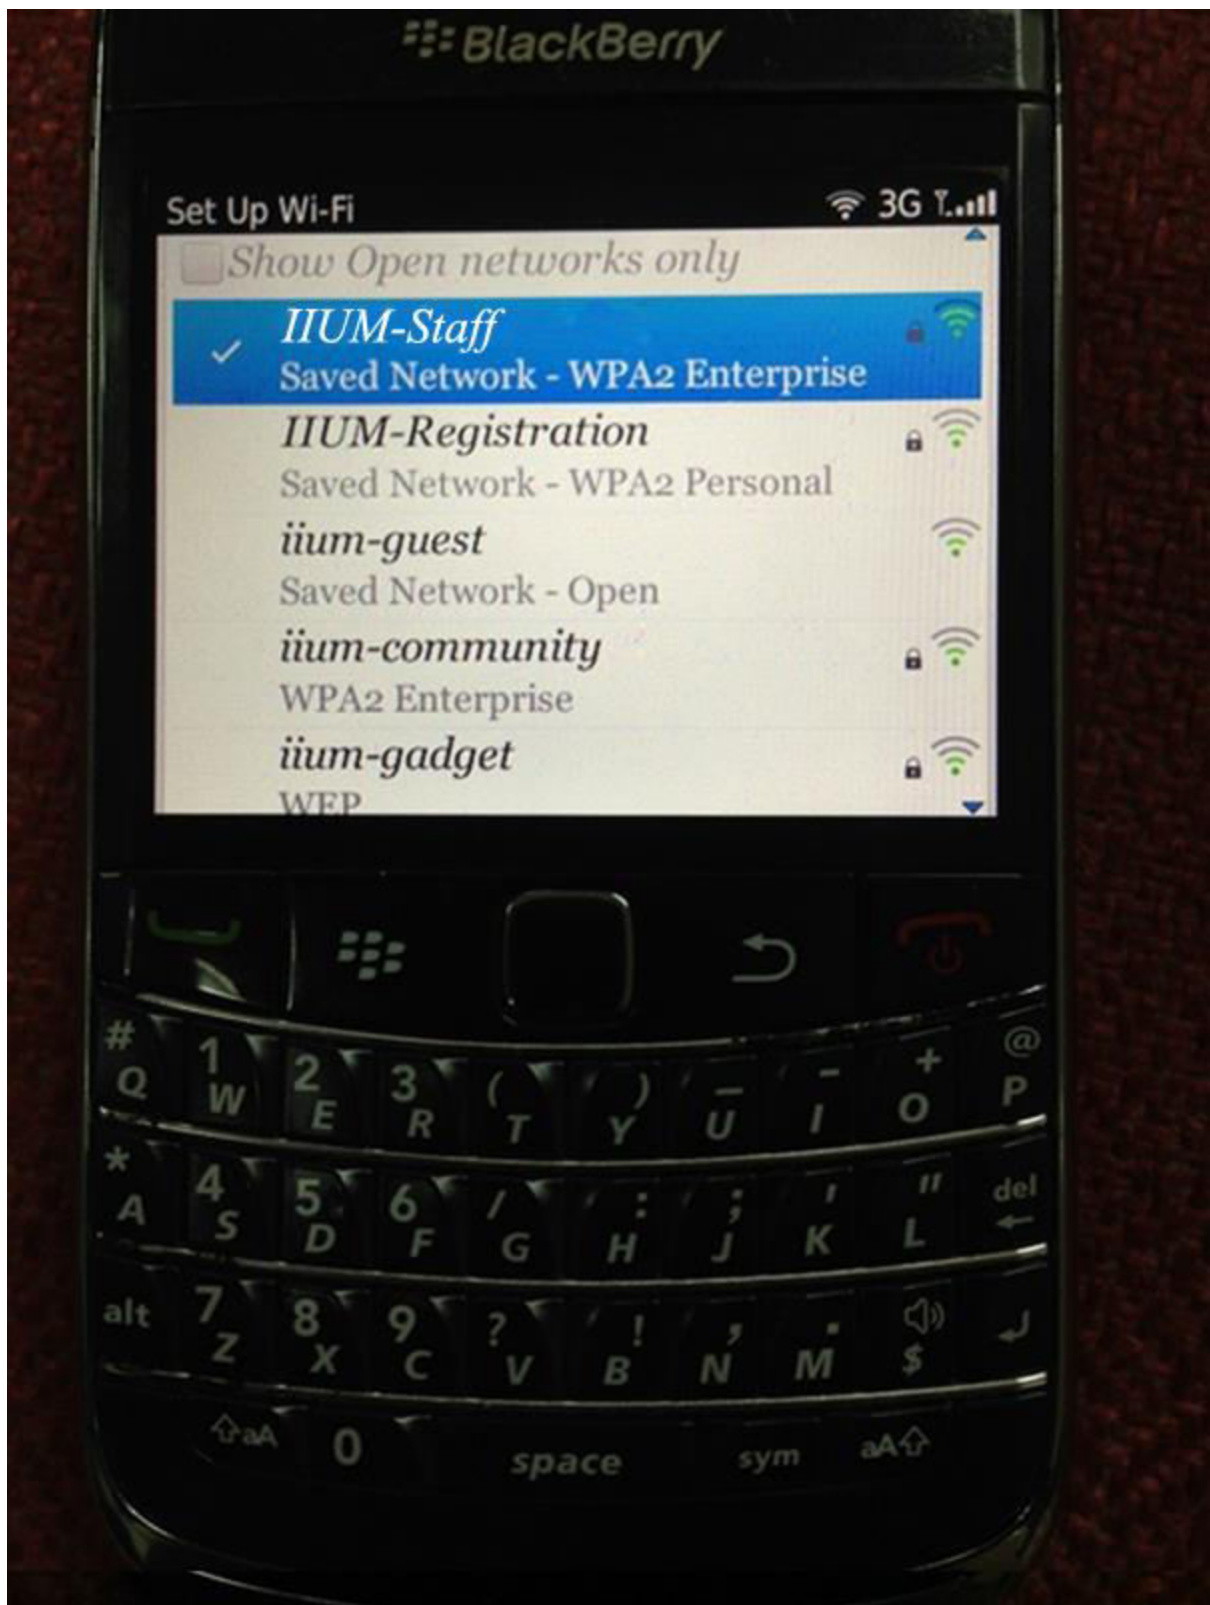 BlackBerry
Set Up Wi-Fi 3G
Show Open networks only
IIUM-Staff
Saved Network - WPA2 Enterprise
IIUM-Registration
Saved Network - WPA2 Personal
iium-guest
Saved Network - Open
iium-community
WPA2 Enterprise
iium-gadget
WEP
# 1 2 3 ( ) _ - + @
Q W E R T Y U I O P
* 4 5 6 / : ; ' " del
A S D F G H J K L
alt 7 8 9 ? ! , .
Z X C V B N M $
aA 0 space sym aA